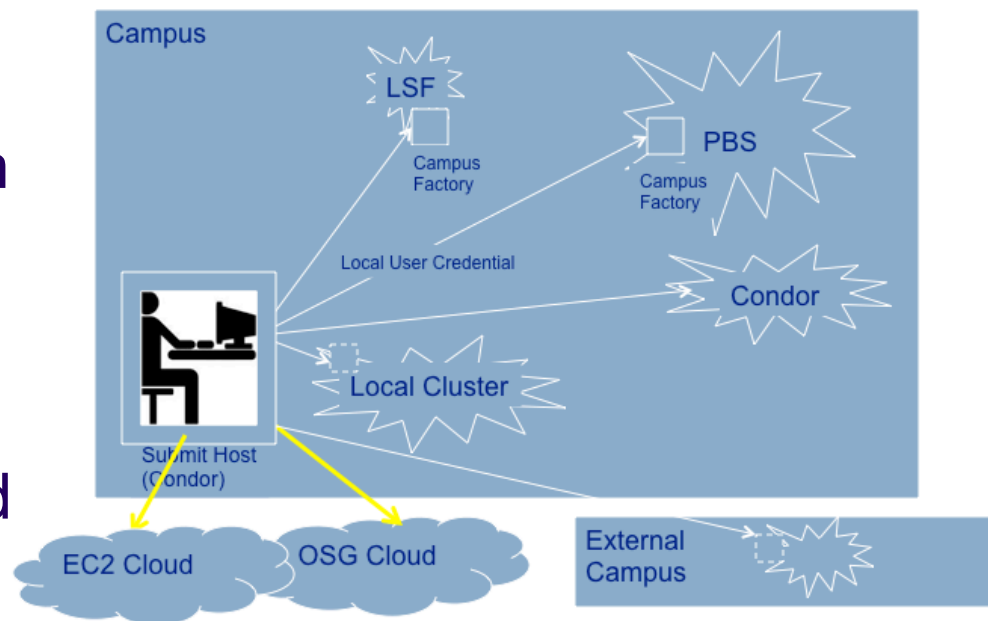 Campus
LSF
Campus
Factory
PBS
Campus
Factory
Local User Credential
Condor
Local Cluster
Submit Host
(Condor)
EC2 Cloud
OSG Cloud
External
Campus